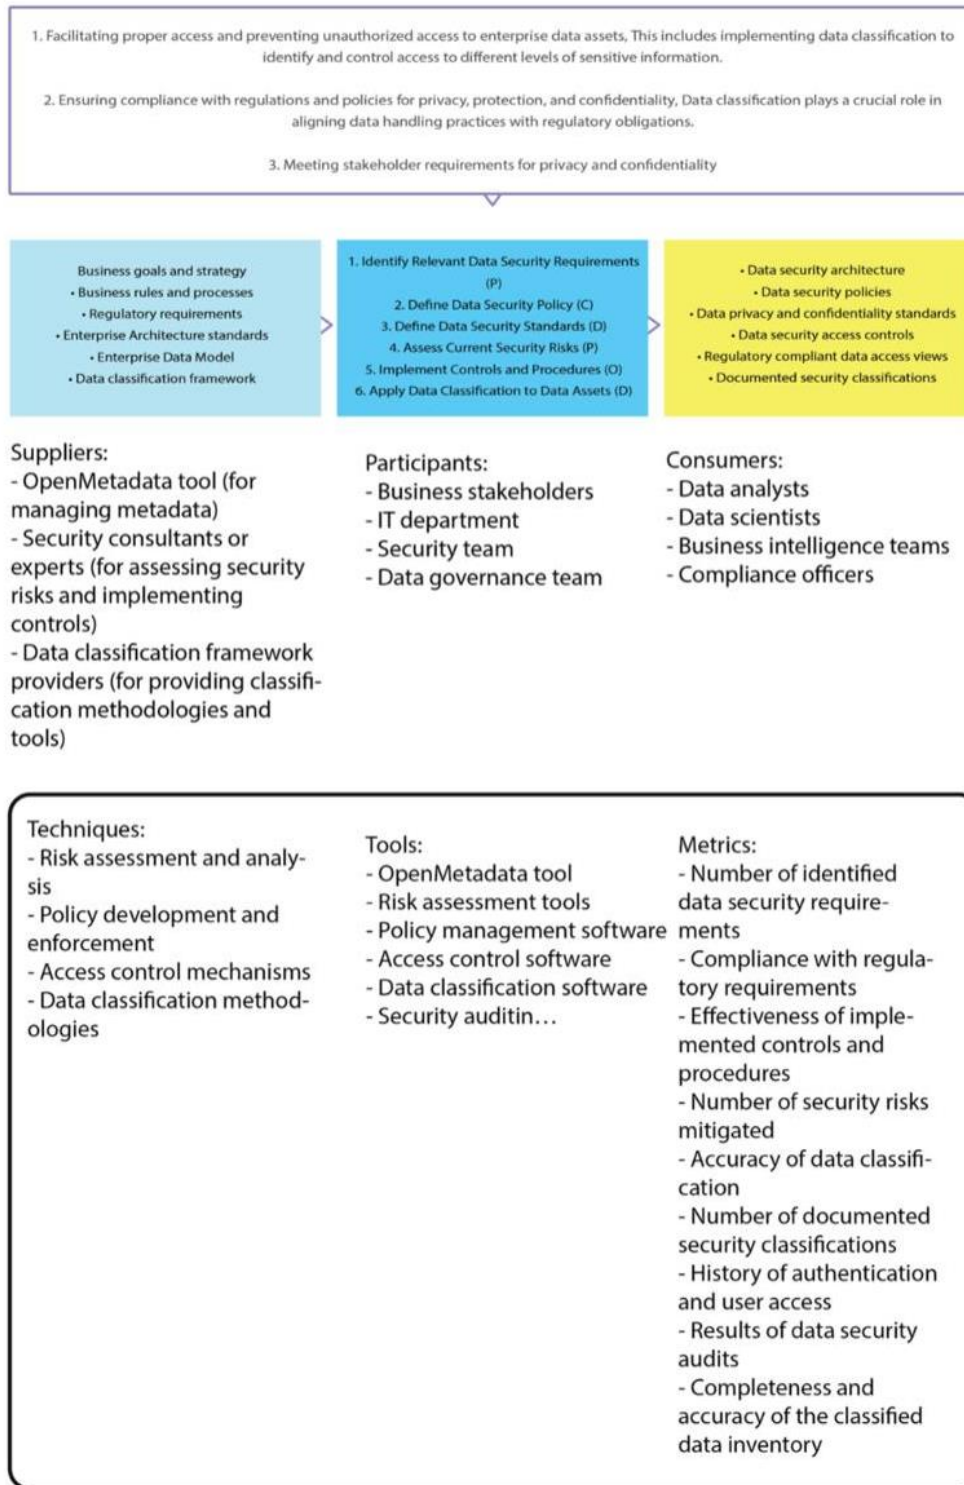 1. Facilitating proper access and preventing unauthorized access to enterprise data assets, This includes implementing data classification to
identify and control access to different levels of sensitive information.
2. Ensuring compliance with regulations and policies for privacy, protection, and confidentiality, Data classification plays a crucial role in
aligning data handling practices with regulatory obligations.
3. Meeting stakeholder requirements for privacy and confidentiality
Business goals and strategy
• Business rules and processes
• Regulatory requirements
• Enterprise Architecture standards
• Enterprise Data Model
• Data classification framework
1. Identify Relevant Data Security Requirements
(P)
2. Define Data Security Policy (C)
3. Define Data Security Standards (D)
4. Assess Current Security Risks (P)
5. Implement Controls and Procedures (O)
6. Apply Data Classification to Data Assets (D)
• Data security architecture
• Data security policies
• Data privacy and confidentiality standards
• Data security access controls
• Regulatory compliant data access views
• Documented security classifications
Suppliers:
- OpenMetadata tool (for
managing metadata)
- Security consultants or
experts (for assessing security
risks and implementing
controls)
- Data classification framework
providers (for providing classifi-
cation methodologies and
tools)
Participants:
- Business stakeholders
- IT department
- Security team
- Data governance team
Consumers:
- Data analysts
- Data scientists
- Business intelligence teams
- Compliance officers
Techniques:
- Risk assessment and analy-
sis
- Policy development and
enforcement
- Access control mechanisms
- Data classification method-
ologies
Tools:
- OpenMetadata tool
- Risk assessment tools
- Policy management software
- Access control software
- Data classification software
- Security auditin…
Metrics:
- Number of identified
data security require-
ments
- Compliance with regula-
tory requirements
- Effectiveness of imple-
mented controls and
procedures
- Number of security risks
mitigated
- Accuracy of data classifi-
cation
- Number of documented
security classifications
- History of authentication
and user access
- Results of data security
audits
- Completeness and
accuracy of the classified
data inventory